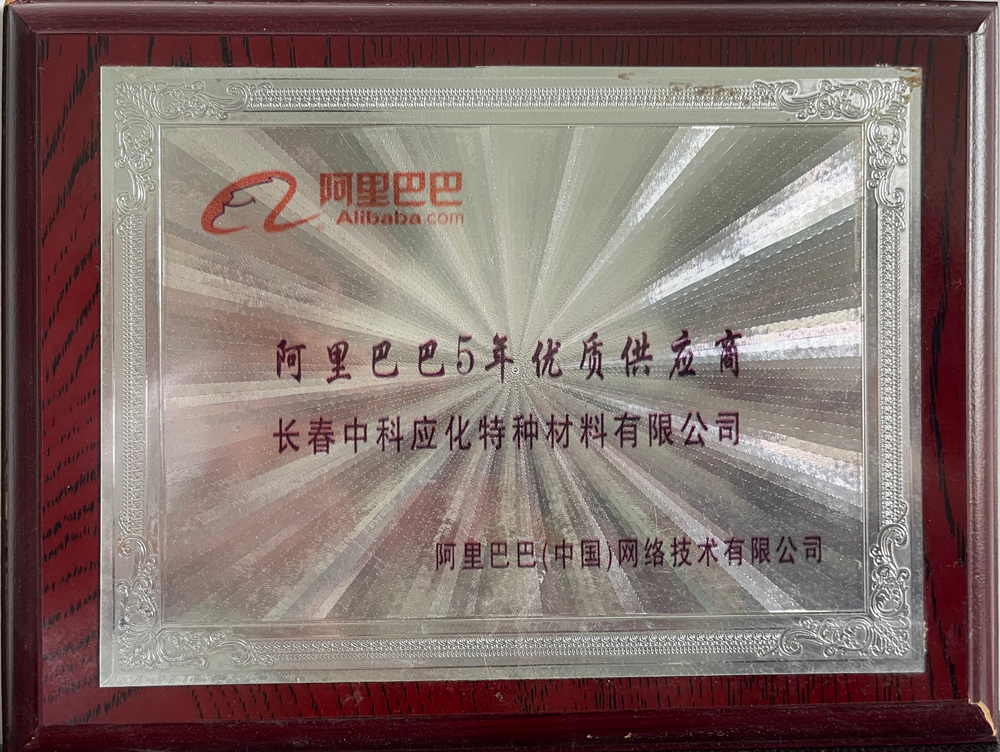 阿里巴巴
Alibaba.com
阿里巴巴5年优质供应商
长春中科应化特种材料有限公司
阿里巴巴(中国)网络技术有限公司